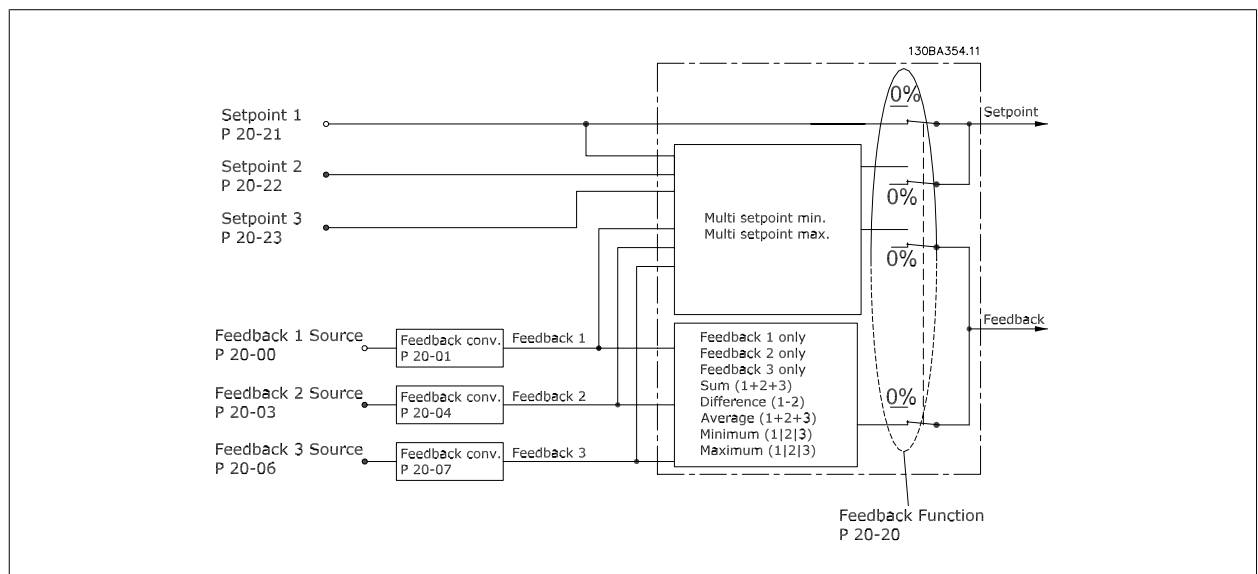 130BA354.11
0%
Setpoint 1
P 20-21
Setpoint
Setpoint 2
P 20-22
0%
Setpoint 3
P 20-23
Multi setpoint min.
Multi setpoint max.
0%
Feedback
Feedback 1 Source
P 20-00
Feedback conv.
P 20-01
Feedback 1
Feedback 2 Source
P 20-03
Feedback conv.
P 20-04
Feedback 2
Feedback 3 Source
P 20-06
Feedback conv.
P 20-07
Feedback 3
Feedback 1 only
Feedback 2 only
Feedback 3 only
Sum (1+2+3)
Difference (1-2)
Average (1+2+3)
Minimum (1|2|3)
Maximum (1|2|3)
0%
Feedback Function
P 20-20